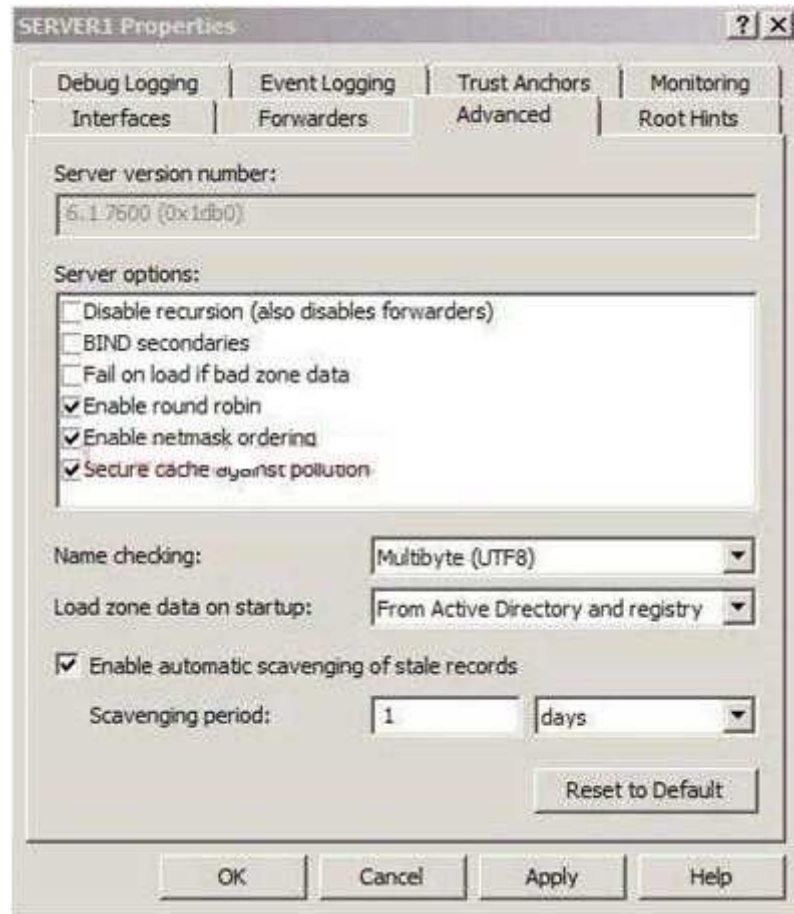 SERVER1 Properties
Debug Logging Event Logging Trust Anchors Monitoring
Interfaces Forwarders Advanced Root Hints
Server version number:
6.1 7600 (0x1db0)
Server options:
Disable recursion (also disables forwarders)
BIND secondaries
Fail on load if bad zone data
Enable round robin
Enable netmask ordering
Secure cache against pollution
Name checking: Multibyte (UTF8)
Load zone data on startup: From Active Directory and registry
Enable automatic scavenging of stale records
Scavenging period: 1 days
Reset to Default
OK Cancel Apply Help